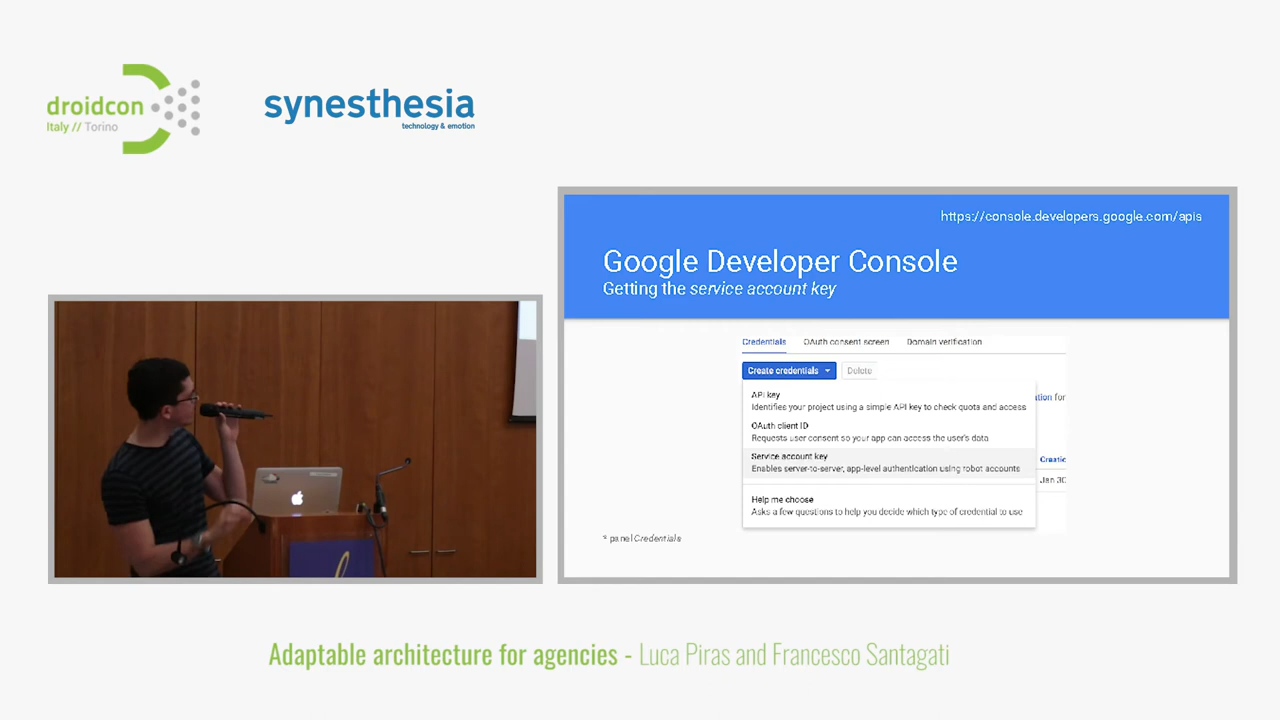 droidcon
Italy // Torino
synesthesia
technology & emotion
https://console.developers.google.com/apis
Google Developer Console
Getting the service account key
Credentials OAuth consent screen Domain verification
Create credentials Delete
API key
Identifies your project using a simple API key to check quota and access
OAuth client ID
Requests user consent so your app can access the user's data
Service account key
Enables server-to-server, app-level authentication using robot accounts
Help me choose
Asks a few questions to help you decide which type of credential to use
for
Jan 30
* panel Credentials
Adaptable architecture for agencies - Luca Piras and Francesco Santagati